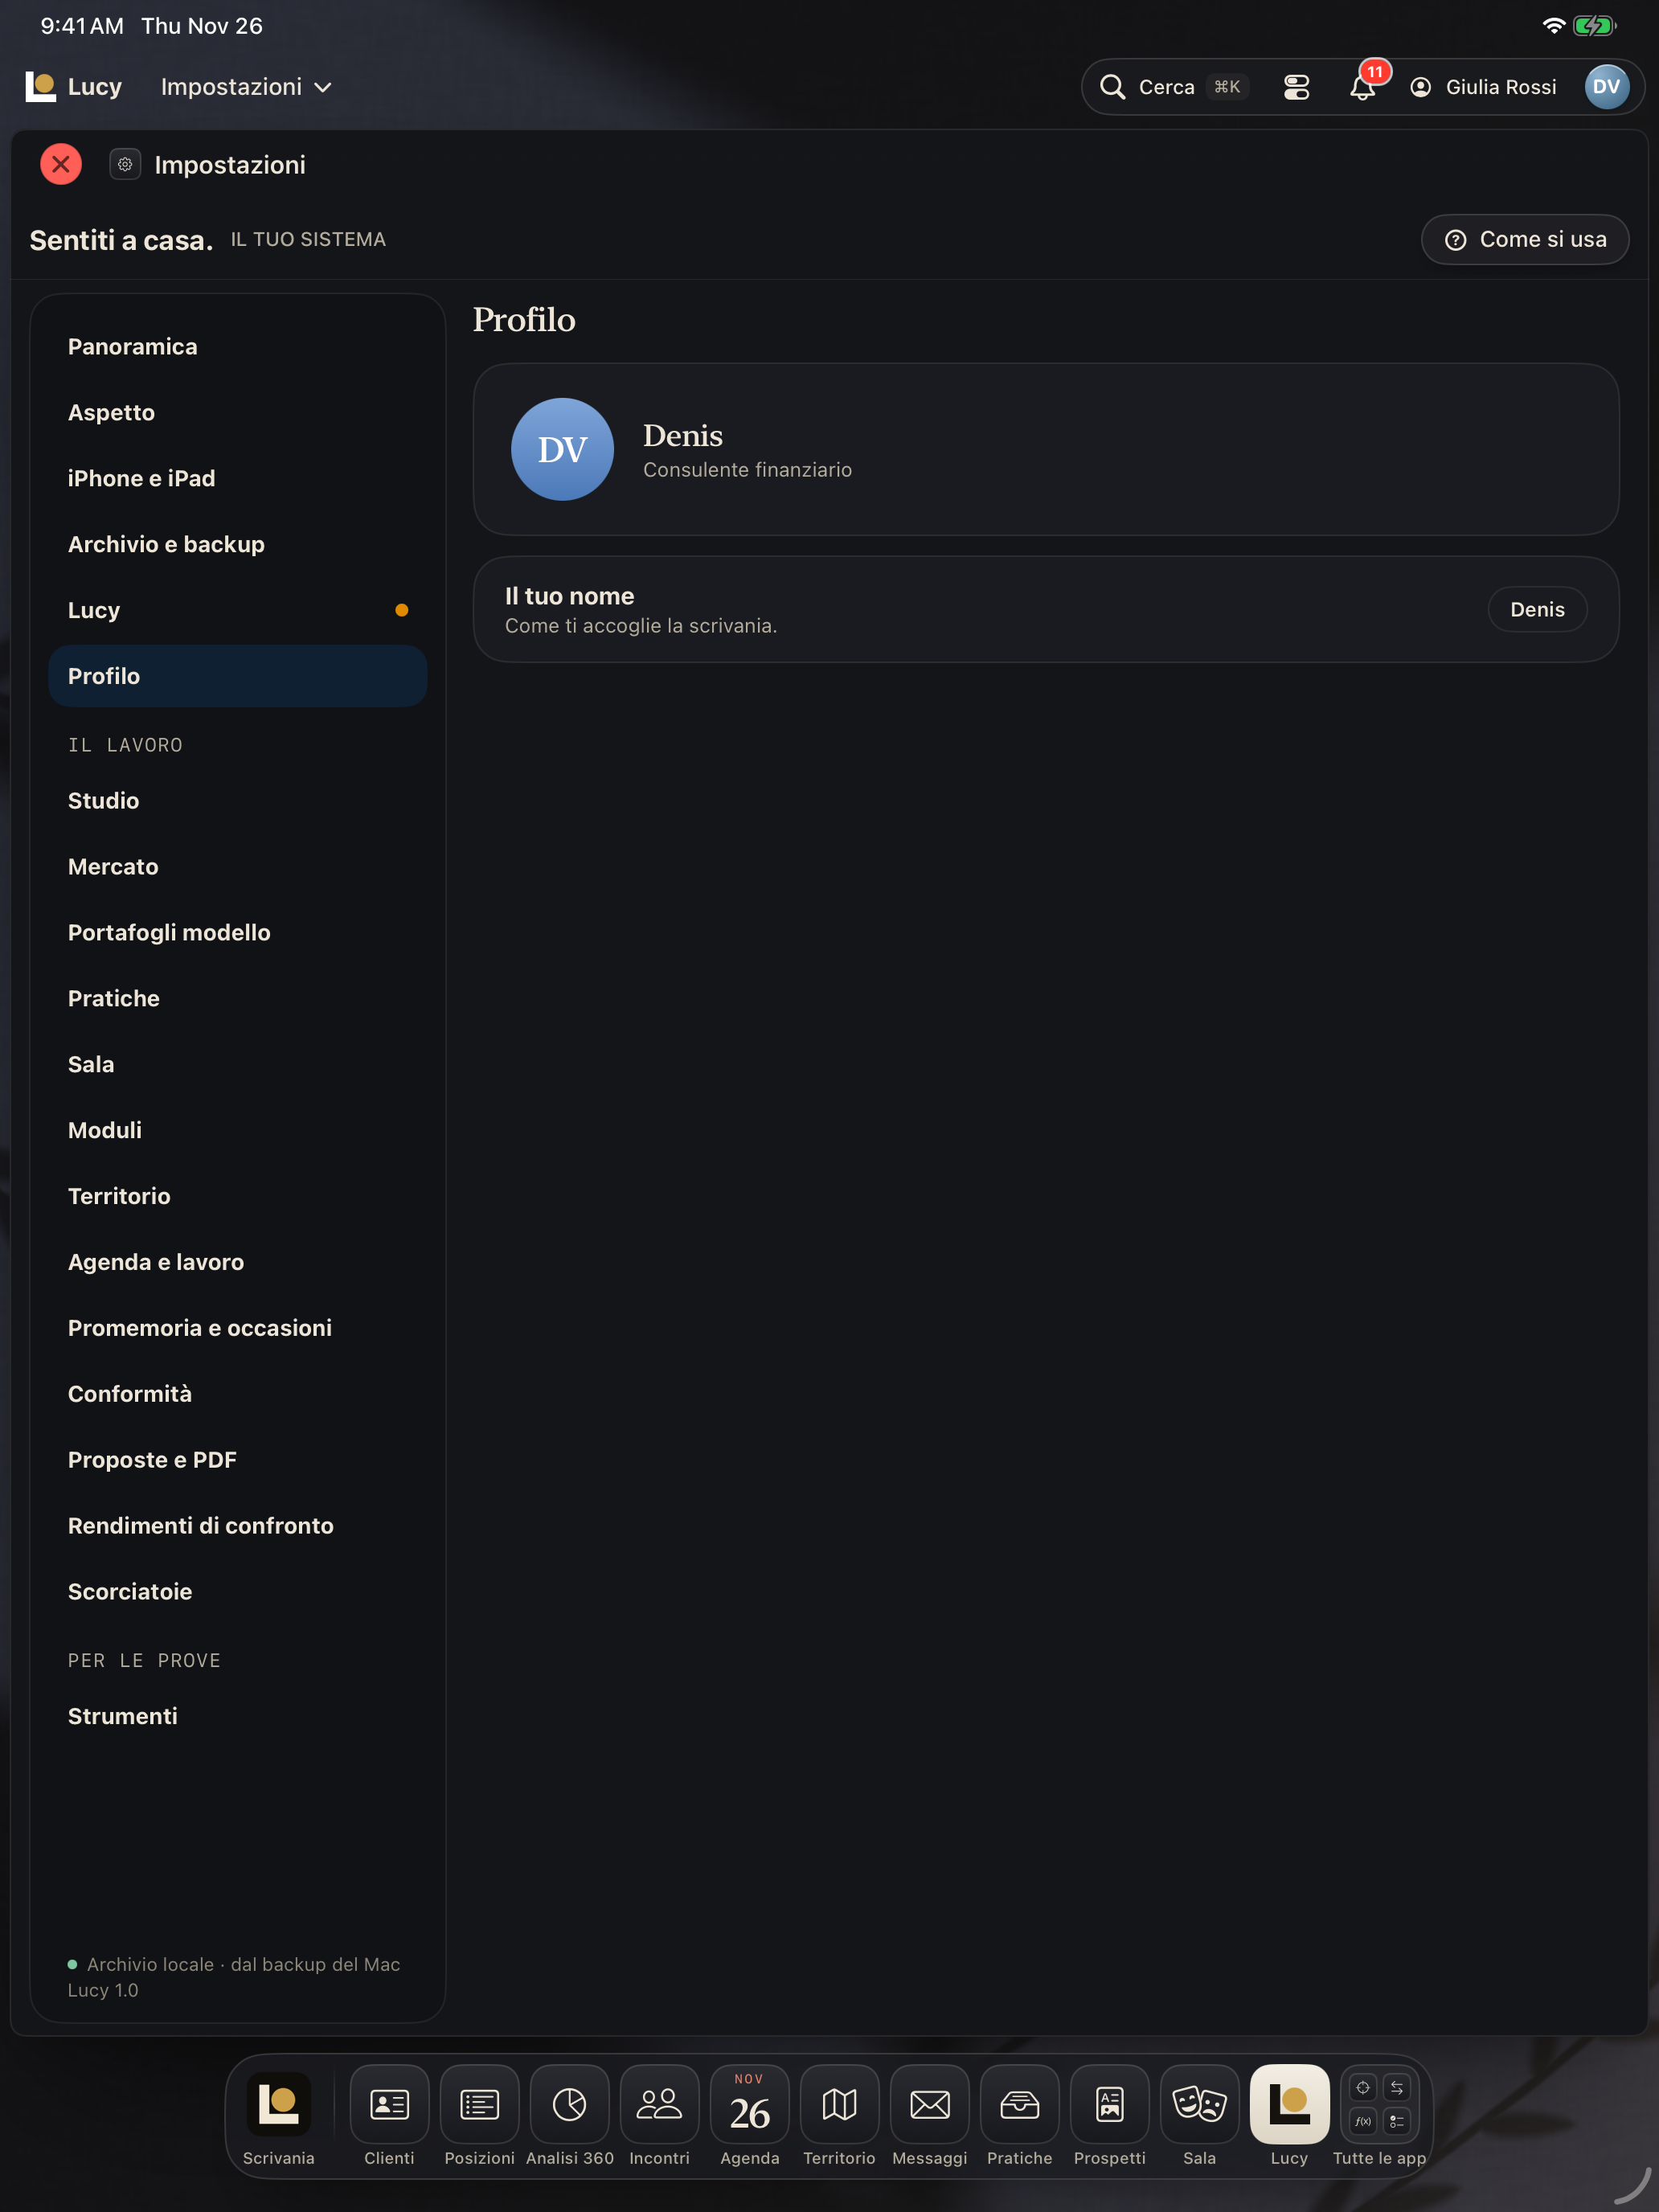 9:41 AM Thu Nov 26
Lucy Impostazioni
Cerca ⌘K 11 Giulia Rossi DV
Impostazioni
Sentiti a casa. IL TUO SISTEMA
Come si usa
Panoramica
Aspetto
iPhone e iPad
Archivio e backup
Lucy
Profilo
IL LAVORO
Studio
Mercato
Portafogli modello
Pratiche
Sala
Moduli
Territorio
Agenda e lavoro
Promemoria e occasioni
Conformità
Proposte e PDF
Rendimenti di confronto
Scorciatoie
PER LE PROVE
Strumenti
Archivio locale · dal backup del Mac
Lucy 1.0
Profilo
DV
Denis
Consulente finanziario
Il tuo nome
Come ti accoglie la scrivania.
Denis
NOV
26
A
f(x)
Scrivania Clienti Posizioni Analisi 360 Incontri Agenda Territorio Messaggi Pratiche Prospetti Sala Lucy Tutte le app